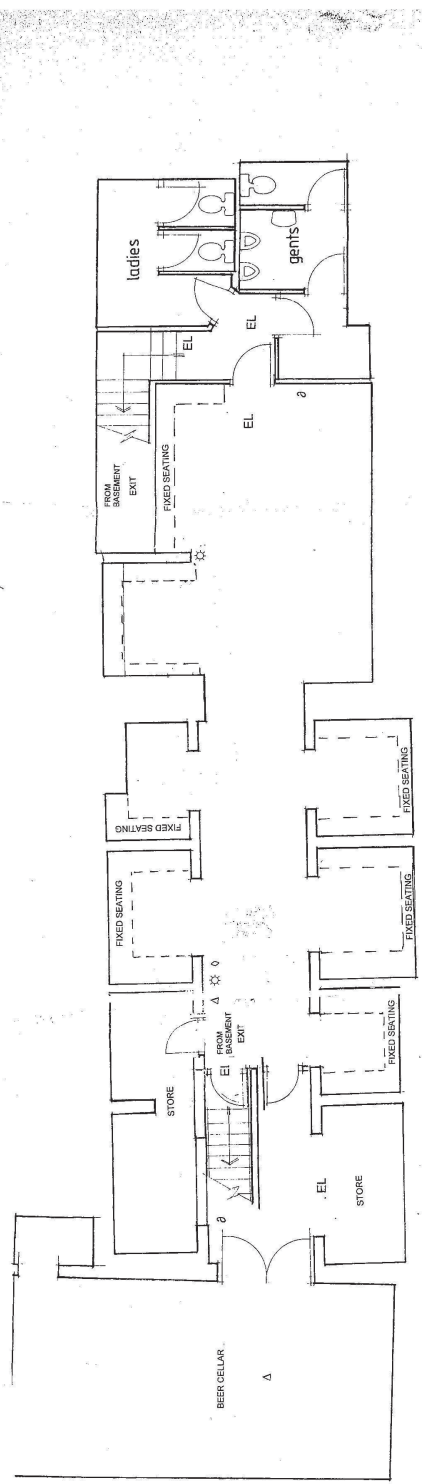 ladies
gents
EL
EL
EL
FROM
BASEMENT
EXIT
FIXED SEATING
FIXED SEATING
FIXED SEATING
FIXED SEATING
FIXED SEATING
FROM
BASEMENT
EXIT
EL
FIXED SEATING
STORE
EL
STORE
BEER CELLAR